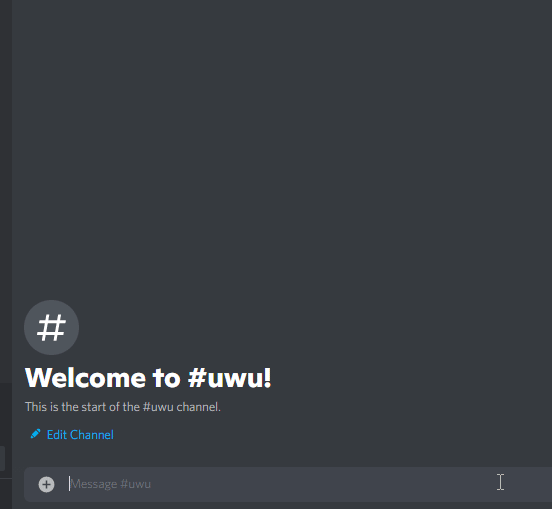 #
Welcome to #uwu!
This is the start of the #uwu channel.
Edit Channel
Message #uwu